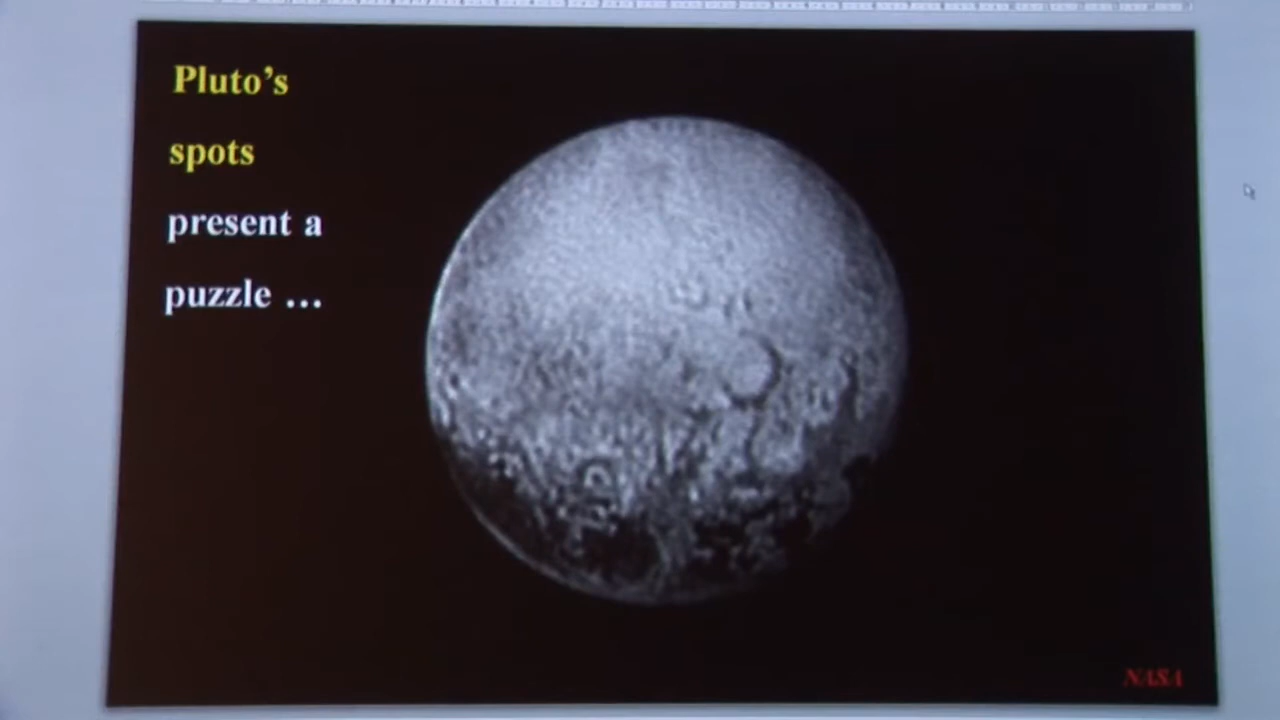 Pluto’s
spots
present a
puzzle …
NASA